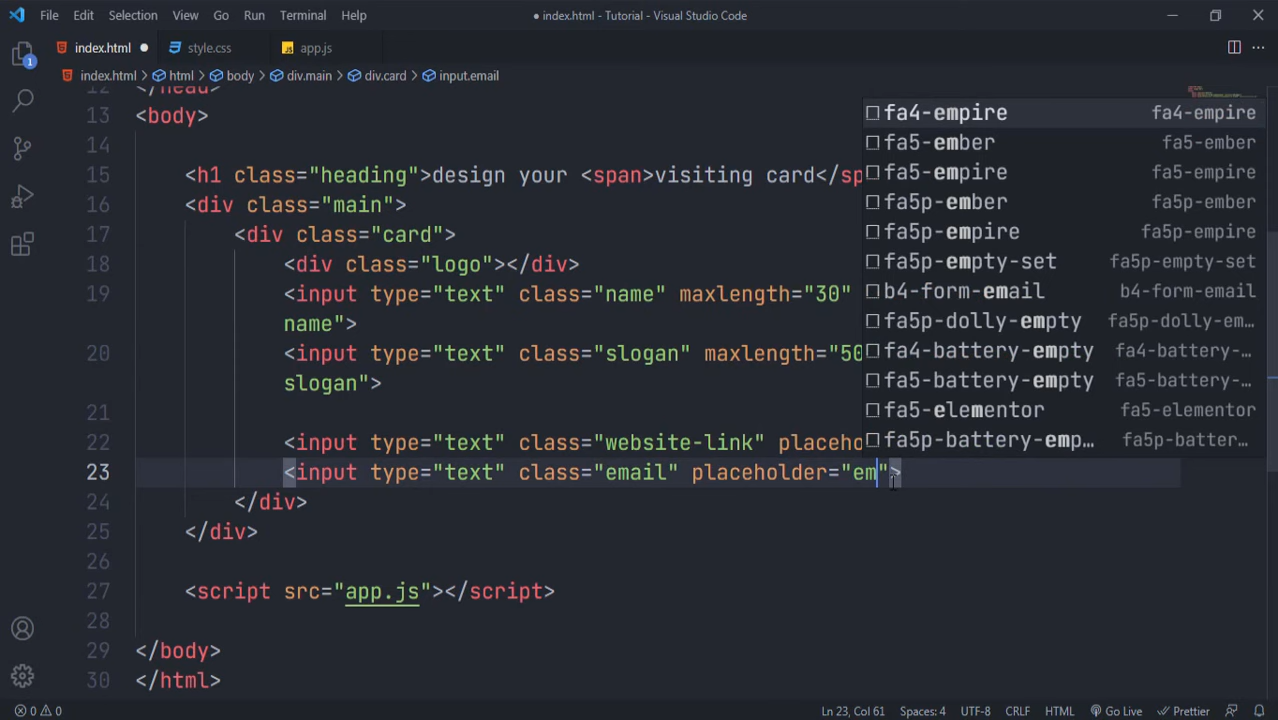 File Edit Selection View Go Run Terminal Help
● index.html - Tutorial - Visual Studio Code
index.html ● style.css JS app.js
index.html > html > body > div.main > div.card > input.email
1
12 </head>
13 <body>
14
15 <h1 class="heading">design your <span>visiting card</sp
16 <div class="main">
17 <div class="card">
18 <div class="logo"></div>
19 <input type="text" class="name" maxlength="30"
name">
20 <input type="text" class="slogan" maxlength="50
slogan">
21
22 <input type="text" class="website-link" placeho
23 <input type="text" class="email" placeholder="em">
24 </div>
25 </div>
26
27 <script src="app.js"></script>
28
29 </body>
30 </html>
fa4-empire fa4-empire
fa5-ember fa5-ember
fa5-empire fa5-empire
fa5p-ember fa5p-ember
fa5p-empire fa5p-empire
fa5p-empty-set fa5p-empty-set
b4-form-email b4-form-email
fa5p-dolly-empty fa5p-dolly-em...
fa4-battery-empty fa4-battery-...
fa5-battery-empty fa5-battery-...
fa5-elementor fa5-elementor
fa5p-battery-emp... fa5p-batter...
0 0 Ln 23, Col 61 Spaces: 4 UTF-8 CRLF HTML Go Live Prettier